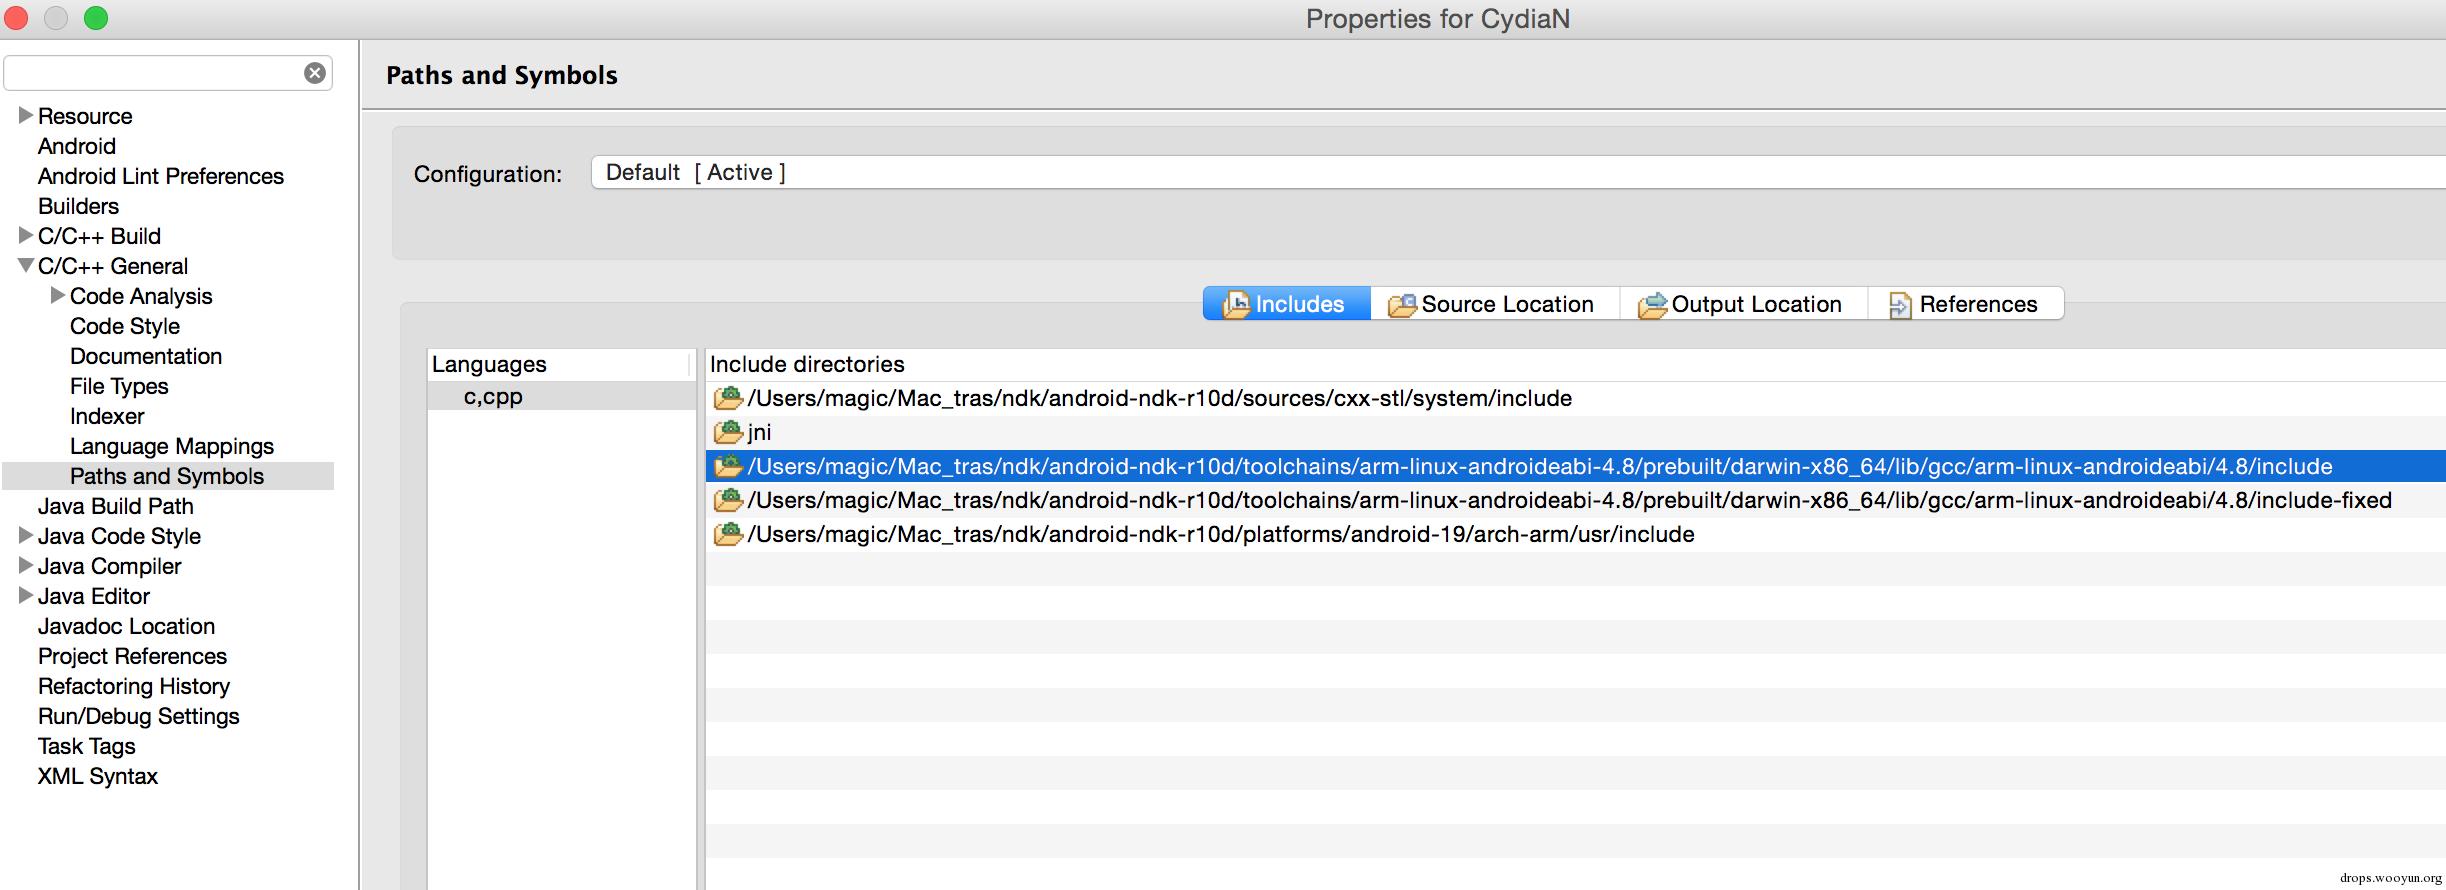 Properties for CydiaN
Resource
Android
Android Lint Preferences
Builders
C/C++ Build
C/C++ General
Code Analysis
Code Style
Documentation
File Types
Indexer
Language Mappings
Paths and Symbols
Java Build Path
Java Code Style
Java Compiler
Java Editor
Javadoc Location
Project References
Refactoring History
Run/Debug Settings
Task Tags
XML Syntax
Paths and Symbols
Configuration: Default [ Active ]
Includes Source Location Output Location References
Languages
c,cpp
Include directories
/Users/magic/Mac_tras/ndk/android-ndk-r10d/sources/cxx-stl/system/include
jni
/Users/magic/Mac_tras/ndk/android-ndk-r10d/toolchains/arm-linux-androideabi-4.8/prebuilt/darwin-x86_64/lib/gcc/arm-linux-androideabi/4.8/include
/Users/magic/Mac_tras/ndk/android-ndk-r10d/toolchains/arm-linux-androideabi-4.8/prebuilt/darwin-x86_64/lib/gcc/arm-linux-androideabi/4.8/include-fixed
/Users/magic/Mac_tras/ndk/android-ndk-r10d/platforms/android-19/arch-arm/usr/include
drops.wooyun.org